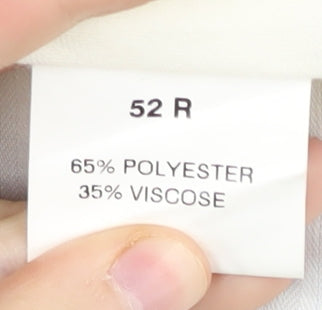 52 R
65% POLYESTER
35% VISCOSE